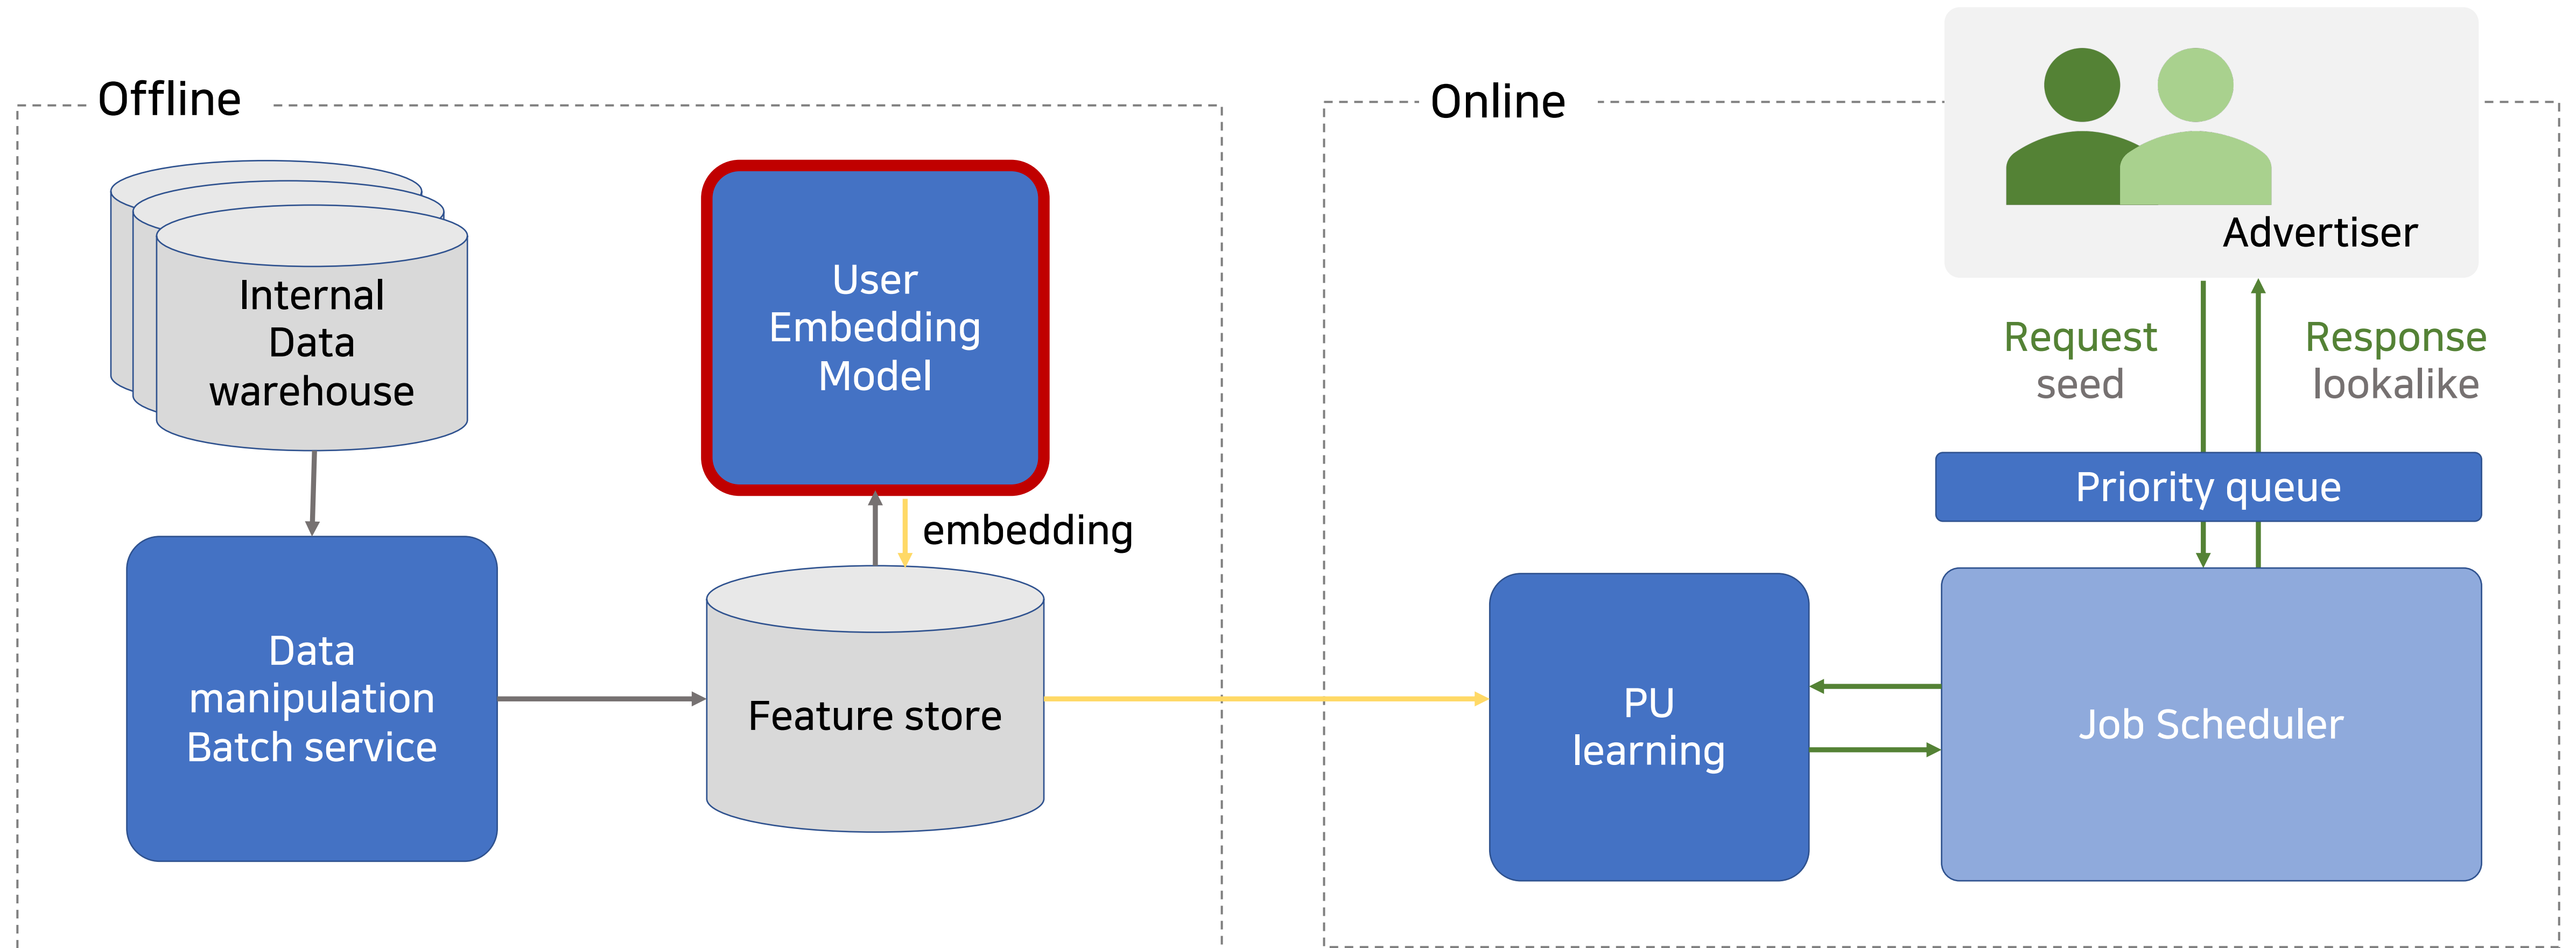 Offline
Internal
Data
warehouse
User
Embedding
Model
embedding
Data
manipulation
Batch service
Feature store
Online
Advertiser
Request
seed
Response
lookalike
Priority queue
PU
learning
Job Scheduler